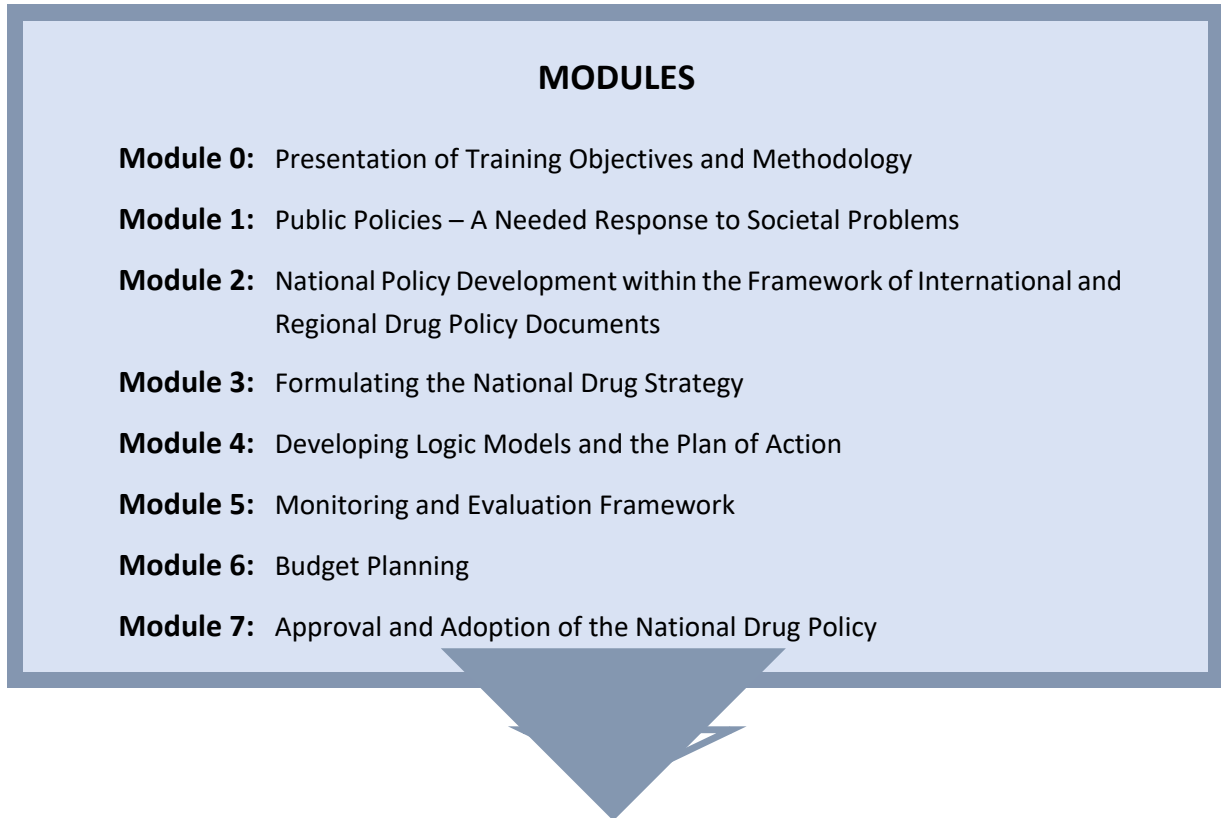 MODULES
Module 0: Presentation of Training Objectives and Methodology
Module 1: Public Policies – A Needed Response to Societal Problems
Module 2: National Policy Development within the Framework of International and
Regional Drug Policy Documents
Module 3: Formulating the National Drug Strategy
Module 4: Developing Logic Models and the Plan of Action
Module 5: Monitoring and Evaluation Framework
Module 6: Budget Planning
Module 7: Approval and Adoption of the National Drug Policy